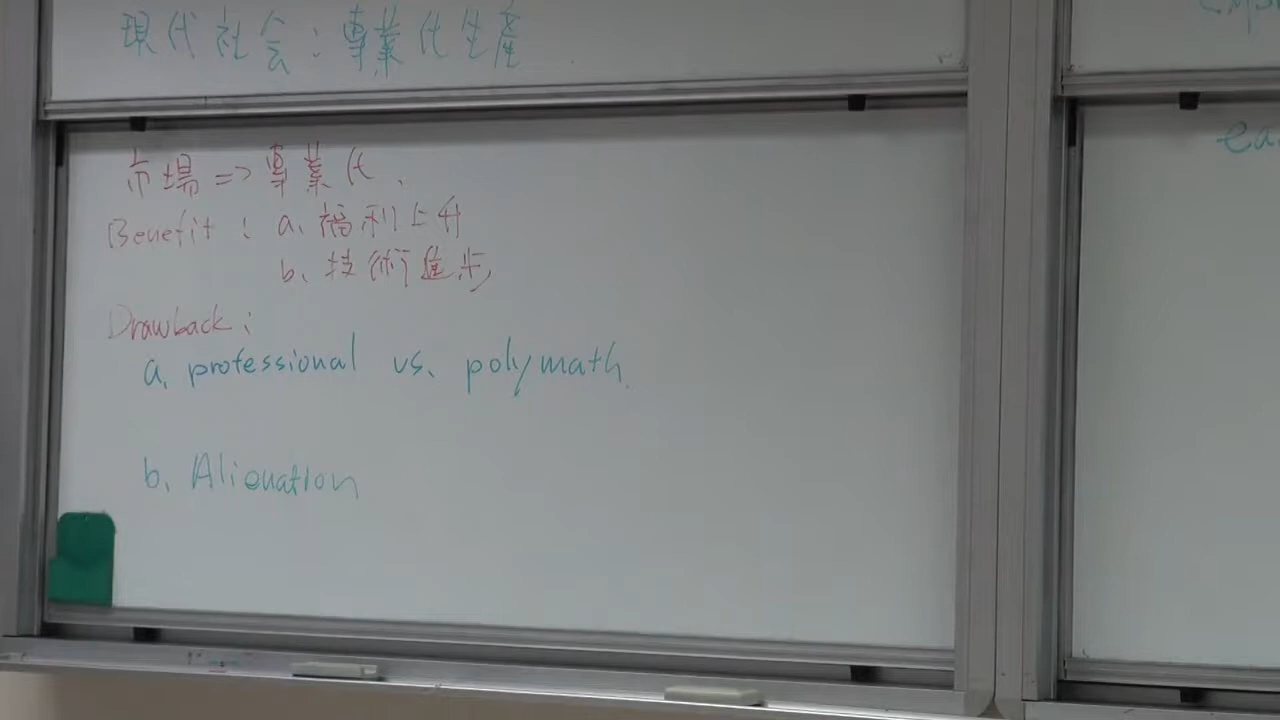 現代社会:專業化生產
市場=>專業化.
Benefit: a. 福利上升
b. 技術進步
Drawback:
a. professional vs. polymath.
b. Alienation
ea